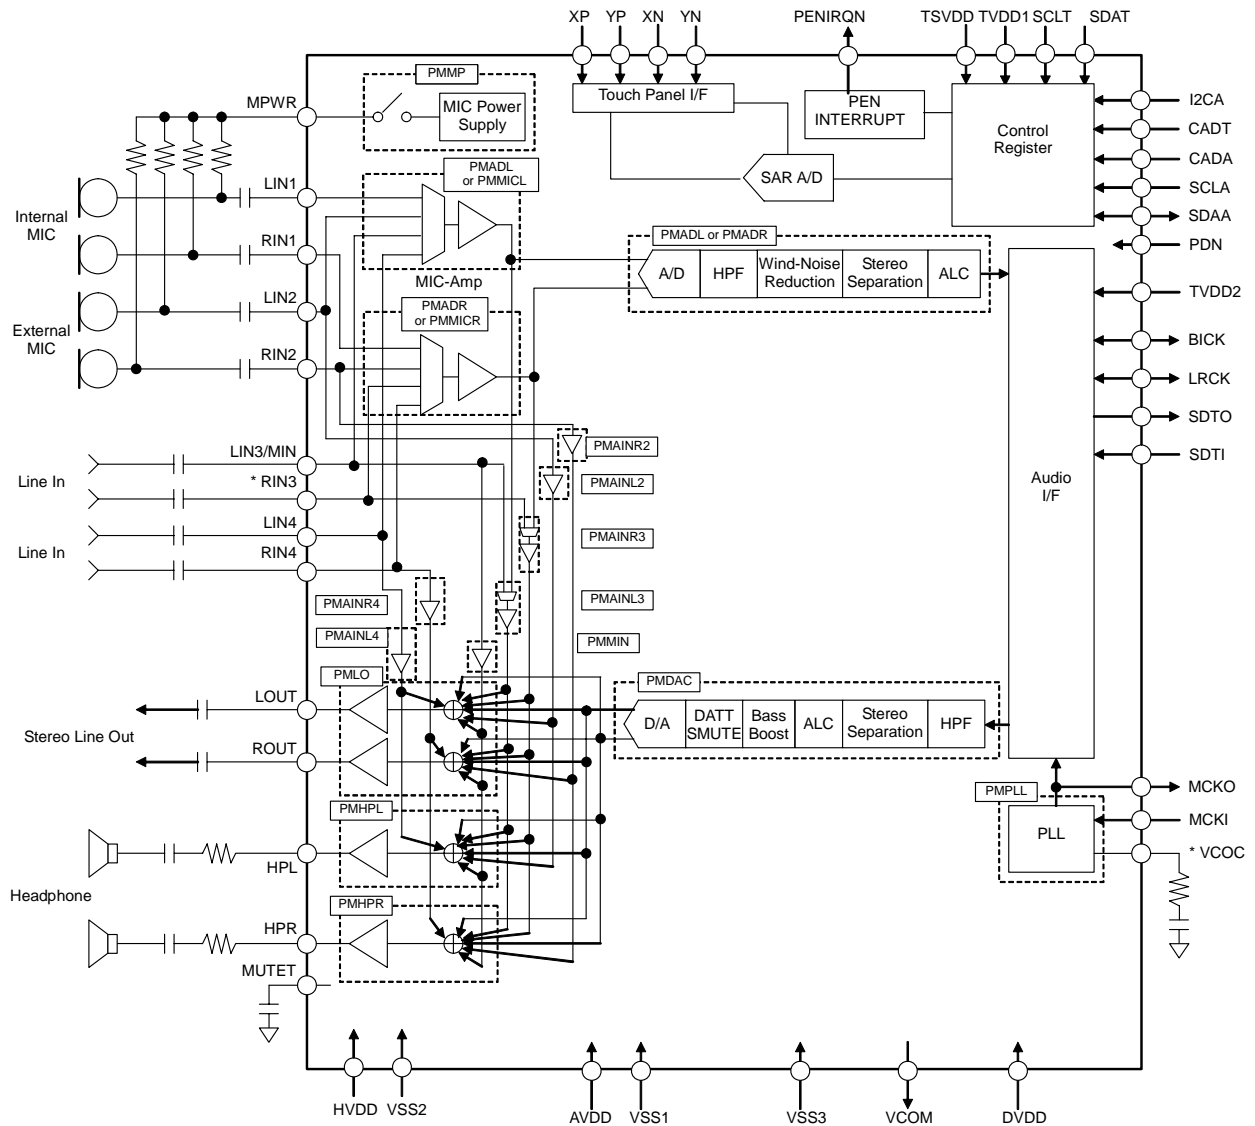 XP YP XN YN PENIRQN TSVDD TVDD1 SCLT SDAT
PMMP
MPWR
MIC Power
Supply
Touch Panel I/F
PEN
INTERRUPT
Control
Register
SAR A/D
I2CA
CADT
CADA
SCLA
SDAA
PDN
TVDD2
BICK
LRCK
SDTO
SDTI
PMADL
or PMMICL
LIN1
Internal
MIC
RIN1
MIC-Amp
LIN2
PMADR
or PMMICR
External
MIC
RIN2
PMADL or PMADR
A/D
HPF
Wind-Noise
Reduction
Stereo
Separation
ALC
Audio
I/F
LIN3/MIN
Line In
* RIN3
LIN4
Line In
RIN4
PMAINR2
PMAINL2
PMAINR3
PMAINL3
PMMIN
PMAINR4
PMAINL4
PMLO
LOUT
Stereo Line Out
ROUT
PMDAC
D/A
DATT
SMUTE
Bass
Boost
ALC
Stereo
Separation
HPF
PMPLL
PLL
MCKO
MCKI
* VCOC
PMHPL
HPL
Headphone
PMHPR
HPR
MUTET
HVDD VSS2 AVDD VSS1 VSS3 VCOM DVDD